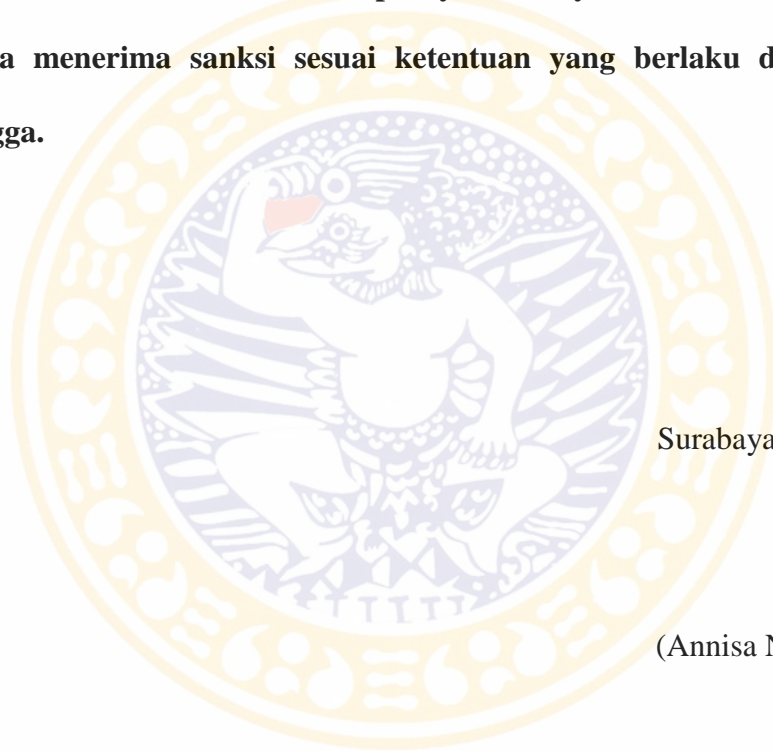 a menerima sanksi sesuai ketentuan yang berlaku d
gga.
Surabaya
(Annisa N